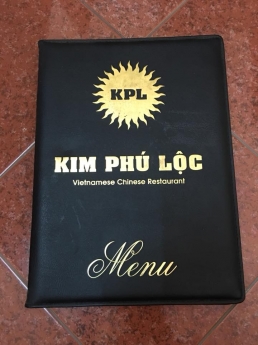 KPL
KIM PHÚ LỘC
Vietnamese Chinese Restaurant
Menu